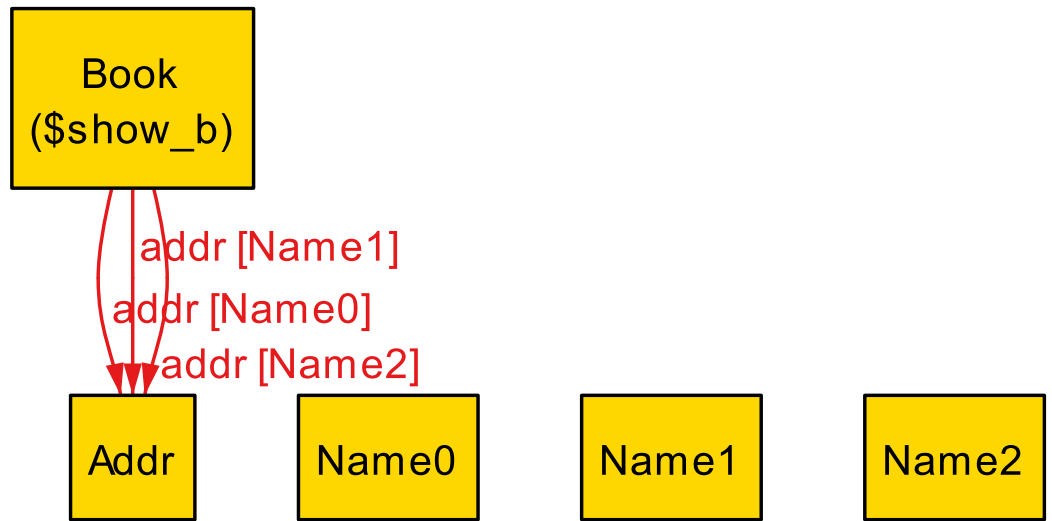 Book
($show_b)
addr [Name1]
addr [Name0]
addr [Name2]
Addr
Name0
Name1
Name2